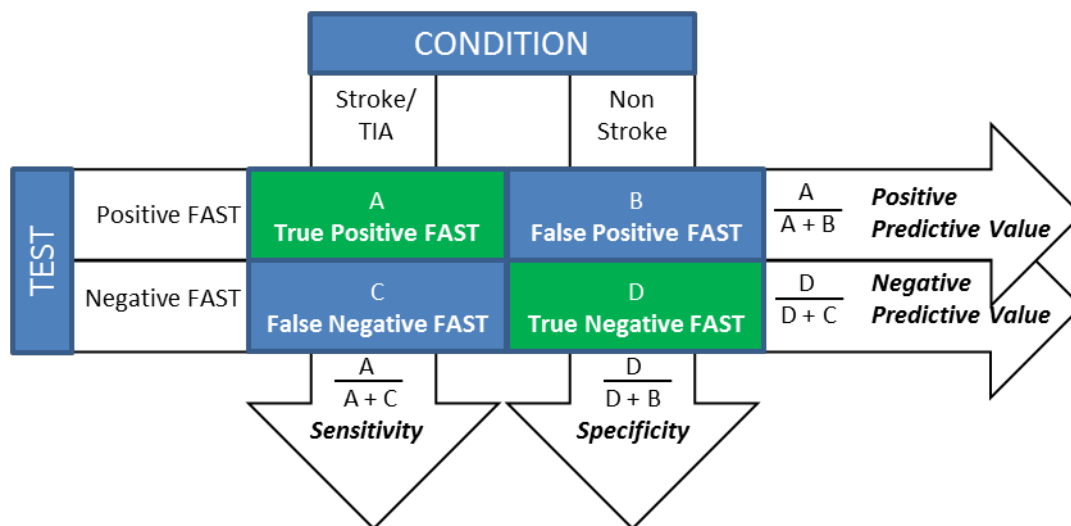 CONDITION
Stroke/
TIA
Non
Stroke
TEST
Positive FAST
A
True Positive FAST
B
False Positive FAST
A
A + B
Positive
Predictive Value
Negative FAST
C
False Negative FAST
D
True Negative FAST
D
D + C
Negative
Predictive Value
A
A + C
Sensitivity
D
D + B
Specificity